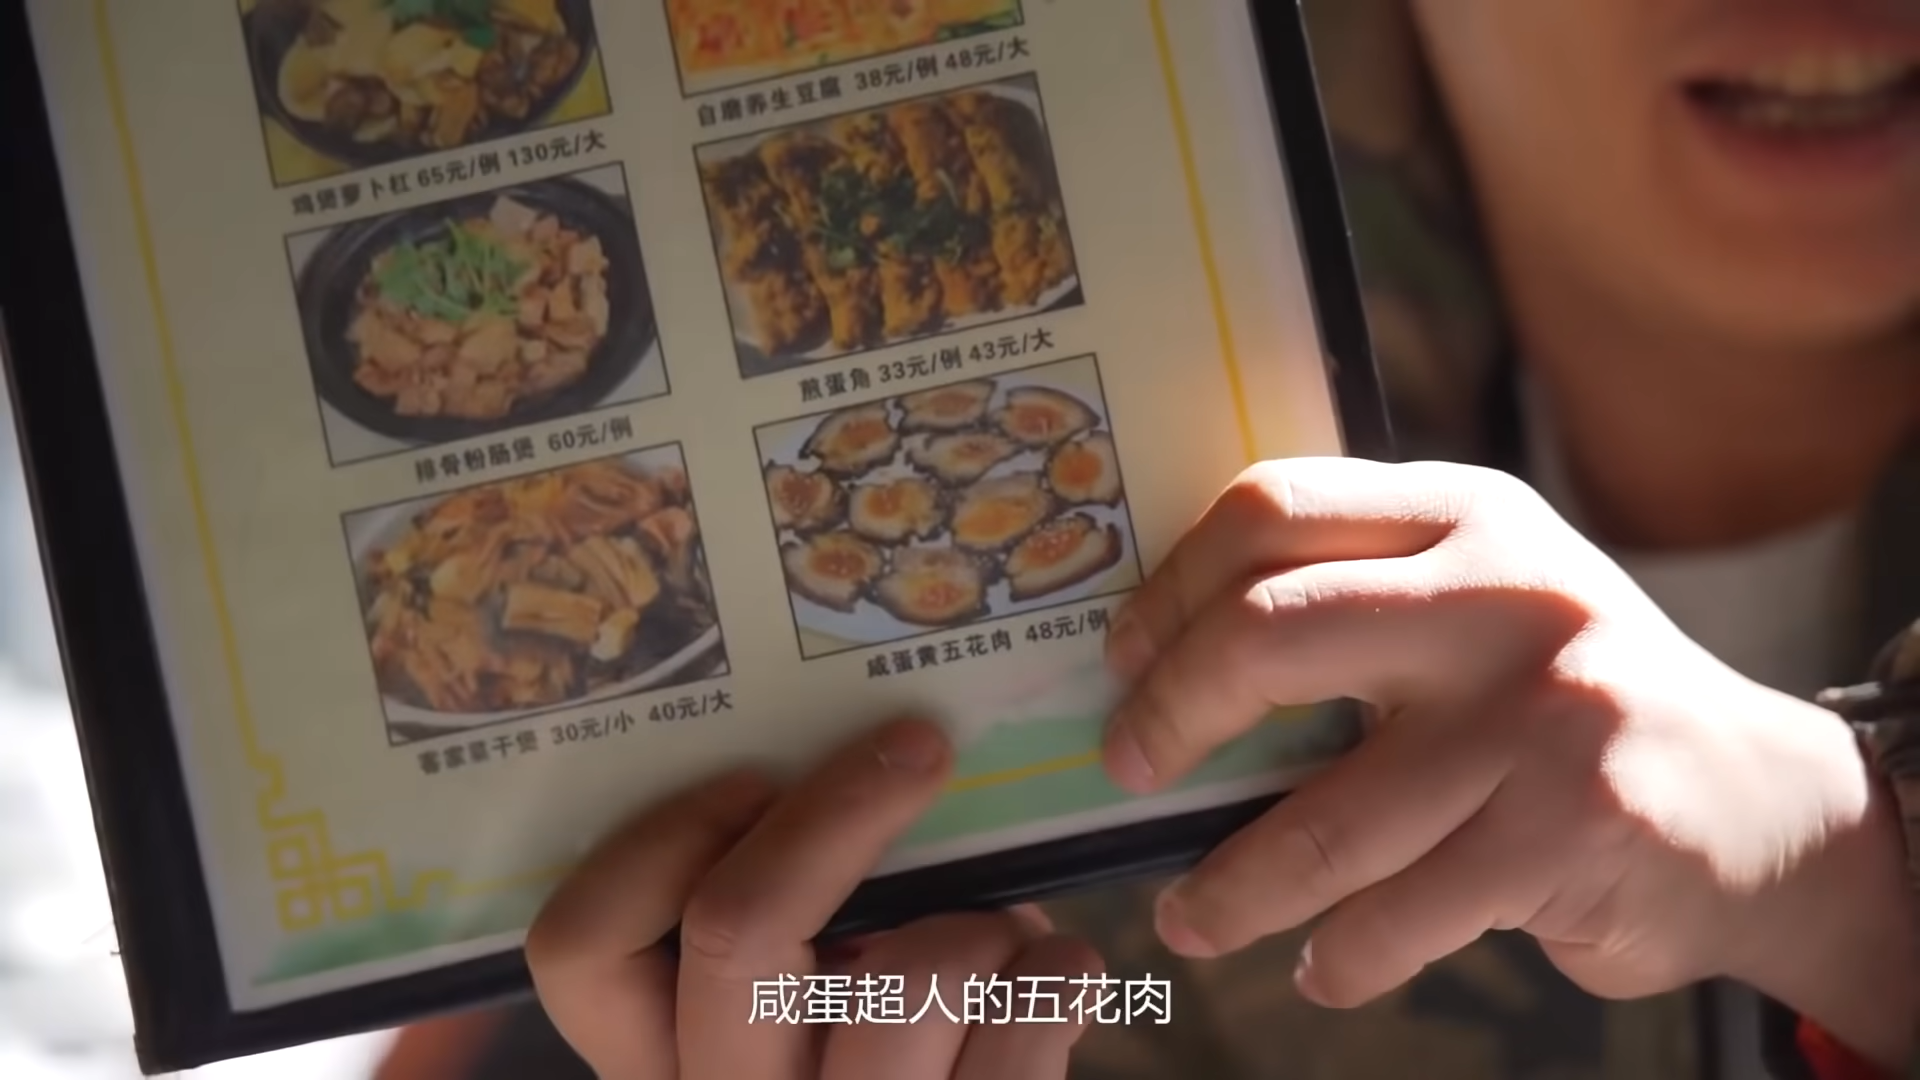 鸡煲萝卜杠 65元/例 130元/大
自磨养生豆腐 38元/例 48元/大
排骨粉肠煲 60元/例
煎蛋角 33元/例 43元/大
客家菜干煲 30元/小 40元/大
咸蛋黄五花肉 48元/例
咸蛋超人的五花肉